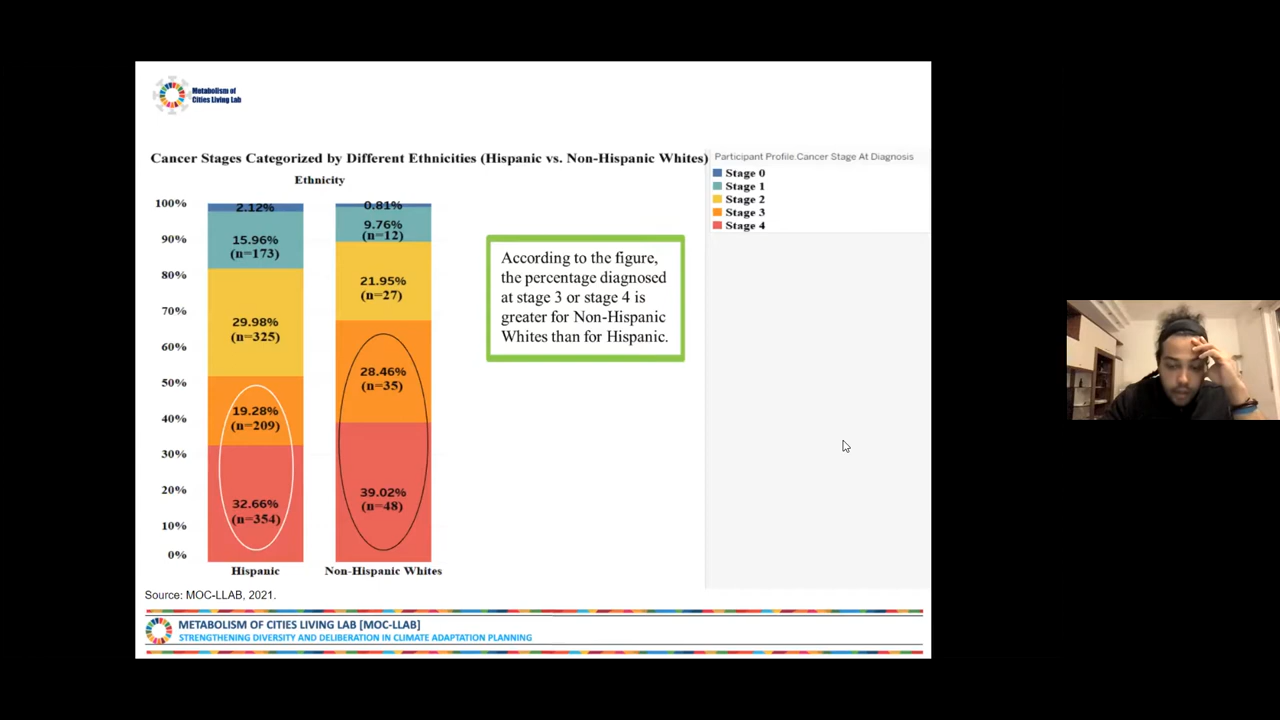 Metabolism of
Cities Living Lab
Cancer Stages Categorized by Different Ethnicities (Hispanic vs. Non-Hispanic Whites)
Participant Profile.Cancer Stage At Diagnosis
Stage 0
Stage 1
Stage 2
Stage 3
Stage 4
Ethnicity
100%
90%
80%
70%
60%
50%
40%
30%
20%
10%
0%
2.12%
15.96%
(n=173)
29.98%
(n=325)
19.28%
(n=209)
32.66%
(n=354)
0.81%
9.76%
(n=12)
21.95%
(n=27)
28.46%
(n=35)
39.02%
(n=48)
Hispanic
Non-Hispanic Whites
According to the figure,
the percentage diagnosed
at stage 3 or stage 4 is
greater for Non-Hispanic
Whites than for Hispanic.
Source: MOC-LLAB, 2021.
METABOLISM OF CITIES LIVING LAB [MOC-LLAB]
STRENGTHENING DIVERSITY AND DELIBERATION IN CLIMATE ADAPTATION PLANNING